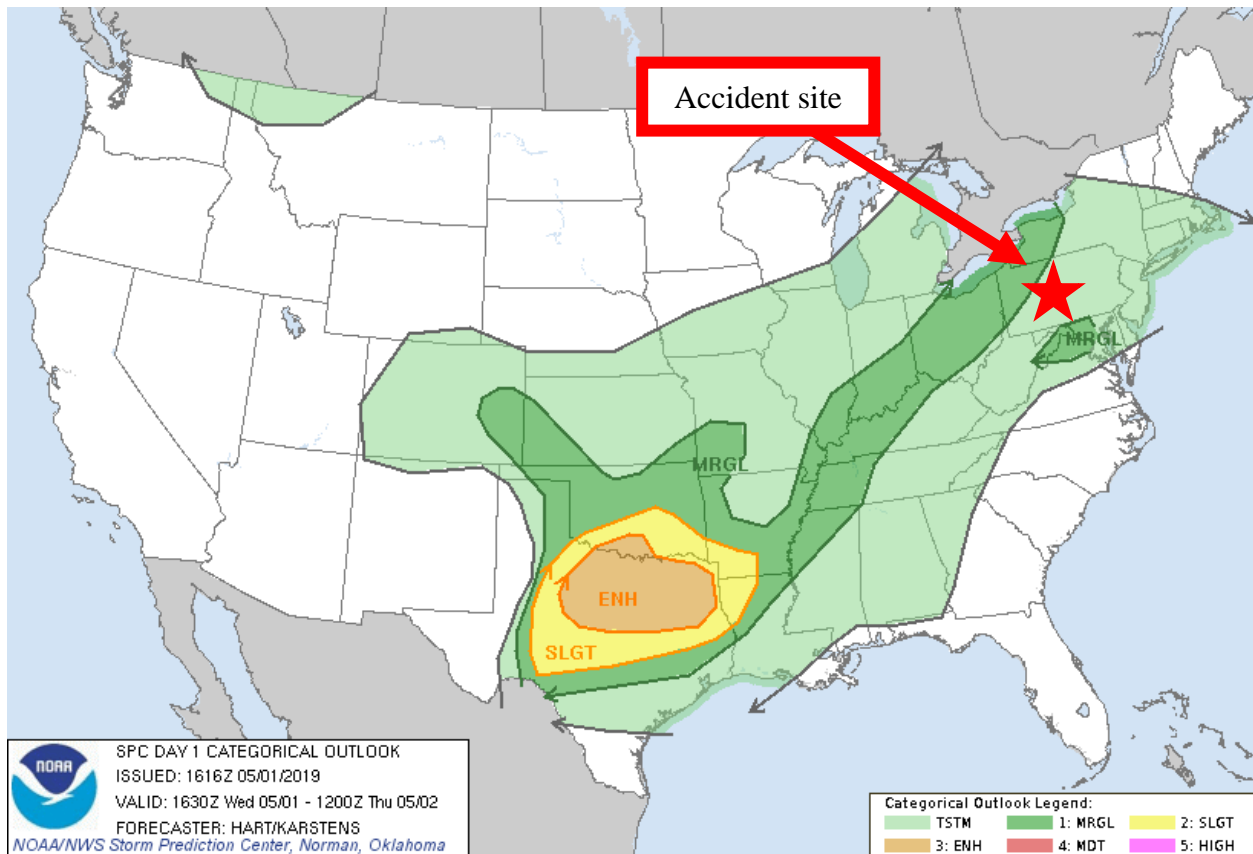 Accident site
MRGL
MRGL
ENH
SLGT
NOAA
SPC DAY 1 CATEGORICAL OUTLOOK
ISSUED: 1616Z 05/01/2019
VALID: 1630Z Wed 05/01 - 1200Z Thu 05/02
FORECASTER: HART/KARSTENS
NOAA/NWS Storm Prediction Center, Norman, Oklahoma
Categorical Outlook Legend:
TSTM 1: MRGL 2: SLGT
3: ENH 4: MDT 5: HIGH